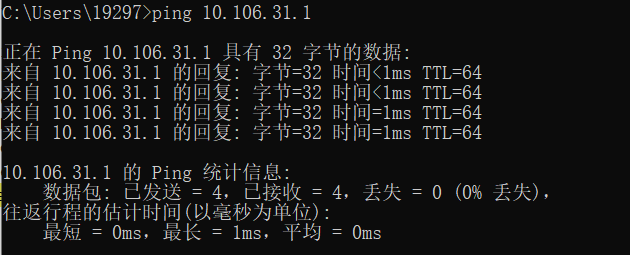 C:\Users\19297>ping 10.106.31.1
正在 Ping 10.106.31.1 具有 32 字节的数据:
来自 10.106.31.1 的回复: 字节=32 时间<1ms TTL=64
来自 10.106.31.1 的回复: 字节=32 时间<1ms TTL=64
来自 10.106.31.1 的回复: 字节=32 时间=1ms TTL=64
来自 10.106.31.1 的回复: 字节=32 时间=1ms TTL=64
10.106.31.1 的 Ping 统计信息:
数据包: 已发送 = 4，已接收 = 4，丢失 = 0 (0% 丢失)，
往返行程的估计时间(以毫秒为单位):
最短 = 0ms，最长 = 1ms，平均 = 0ms